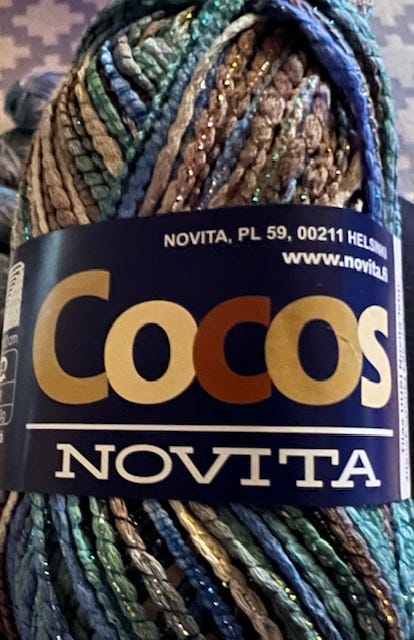 NOVITA, PL 59, 00211 HELSINKI
www.novita.fi
Cocos
NOVITA